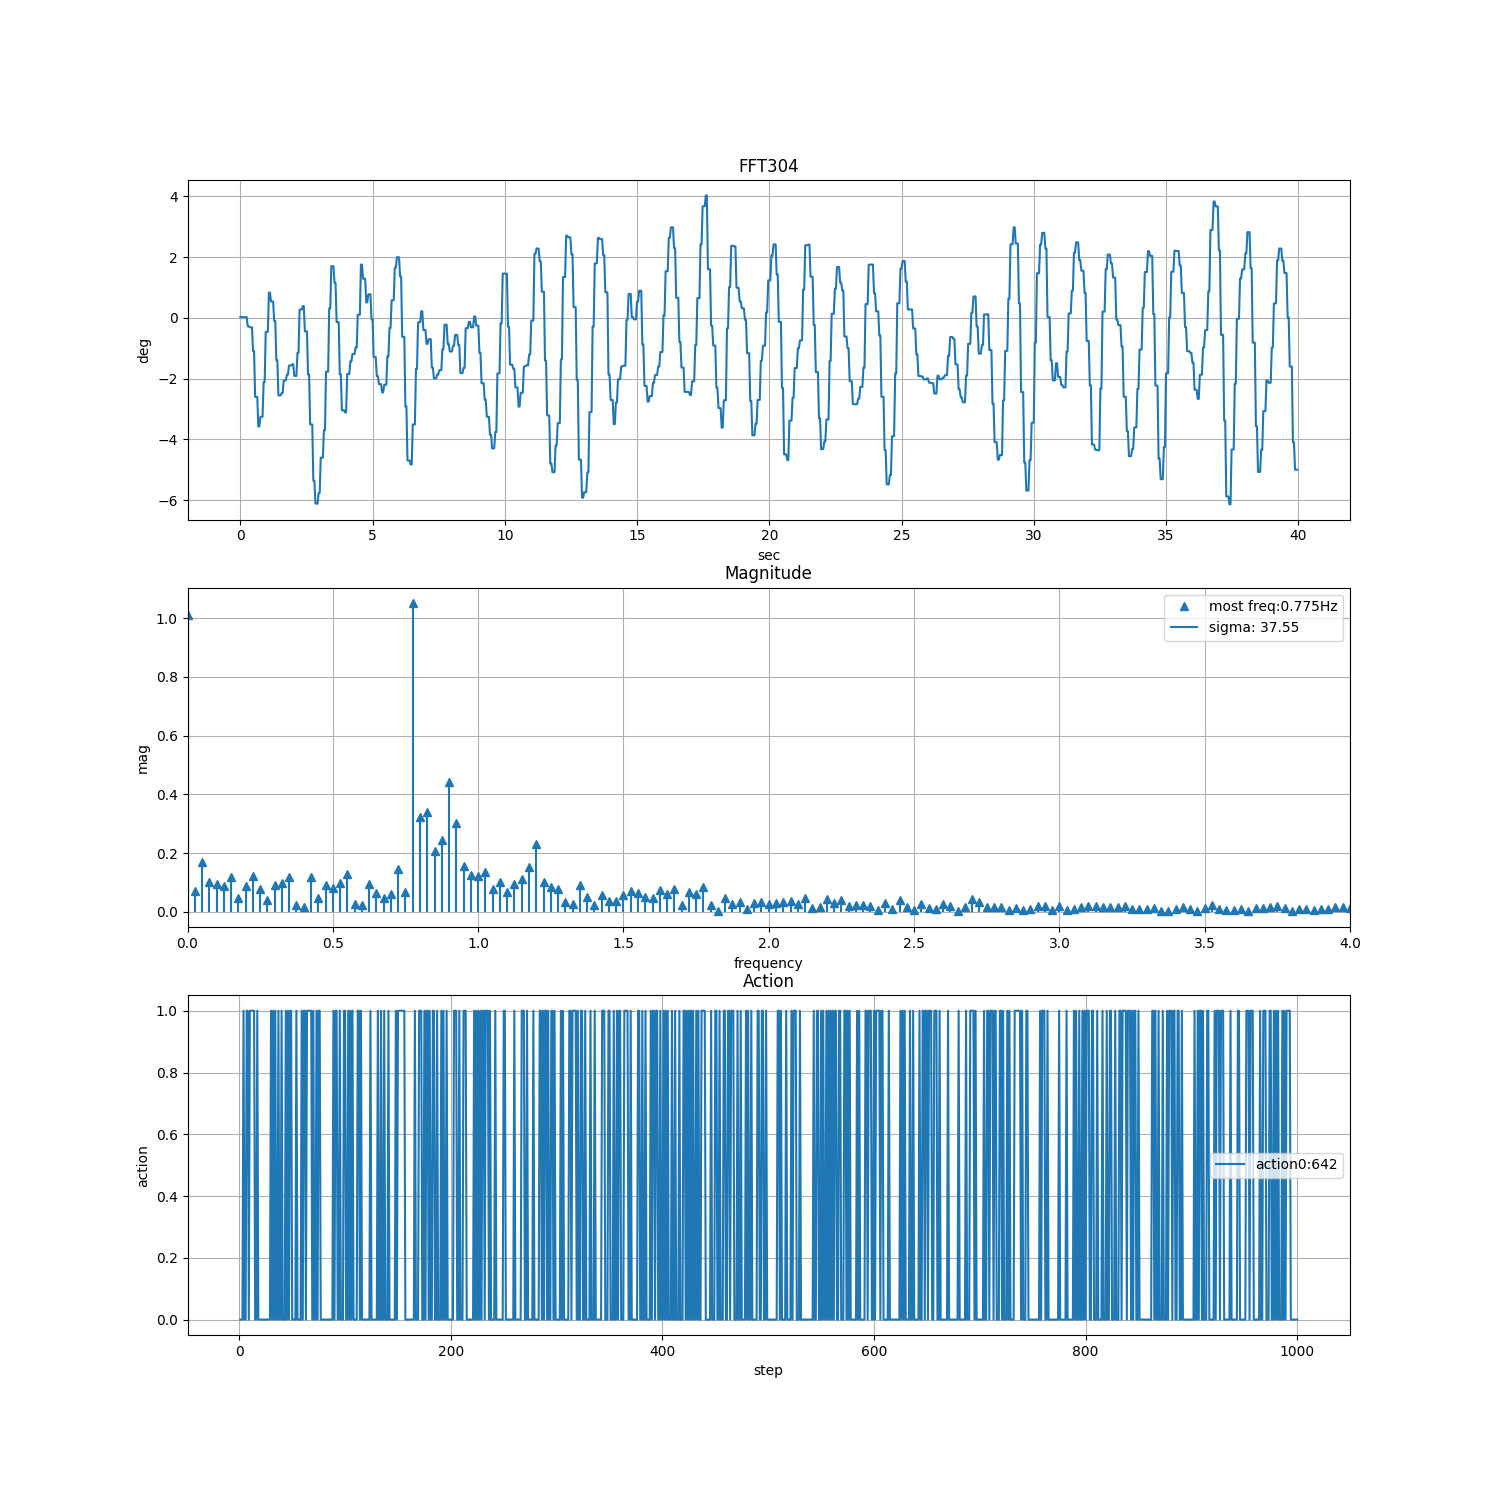 FFT304
4
2
0
−2
−4
−6
deg
0 5 10 15 20 25 30 35 40
sec
Magnitude
1.0
0.8
0.6
0.4
0.2
0.0
mag
most freq:0.775Hz
sigma: 37.55
0.0 0.5 1.0 1.5 2.0 2.5 3.0 3.5 4.0
frequency
Action
1.0
0.8
0.6
0.4
0.2
0.0
action
action0:642
0 200 400 600 800 1000
step